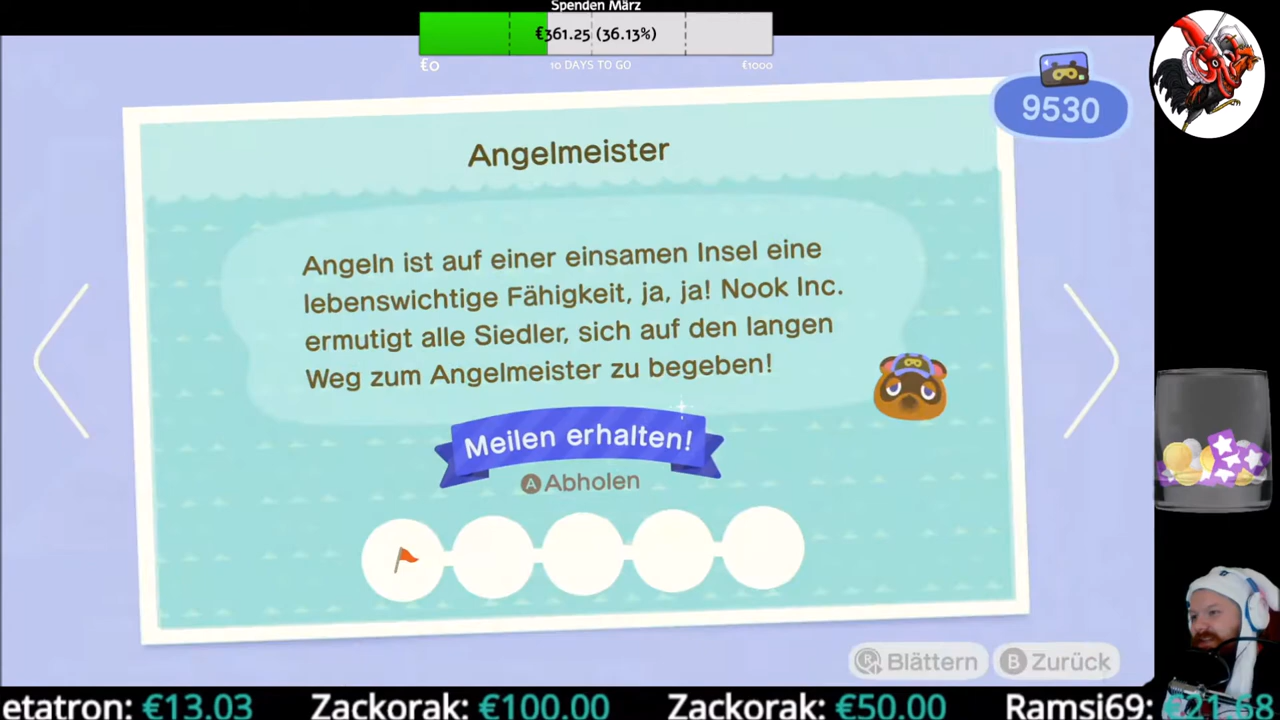 Spenden März
€361.25 (36.13%)
€0
10 DAYS TO GO
€1000
9530
Angelmeister
Angeln ist auf einer einsamen Insel eine
lebenswichtige Fähigkeit, ja, ja! Nook Inc.
ermutigt alle Siedler, sich auf den langen
Weg zum Angelmeister zu begeben!
Meilen erhalten!
A Abholen
R Blättern
B Zurück
etatron: €13.03 Zackorak: €100.00 Zackorak: €50.00 Ramsi69: €21.68